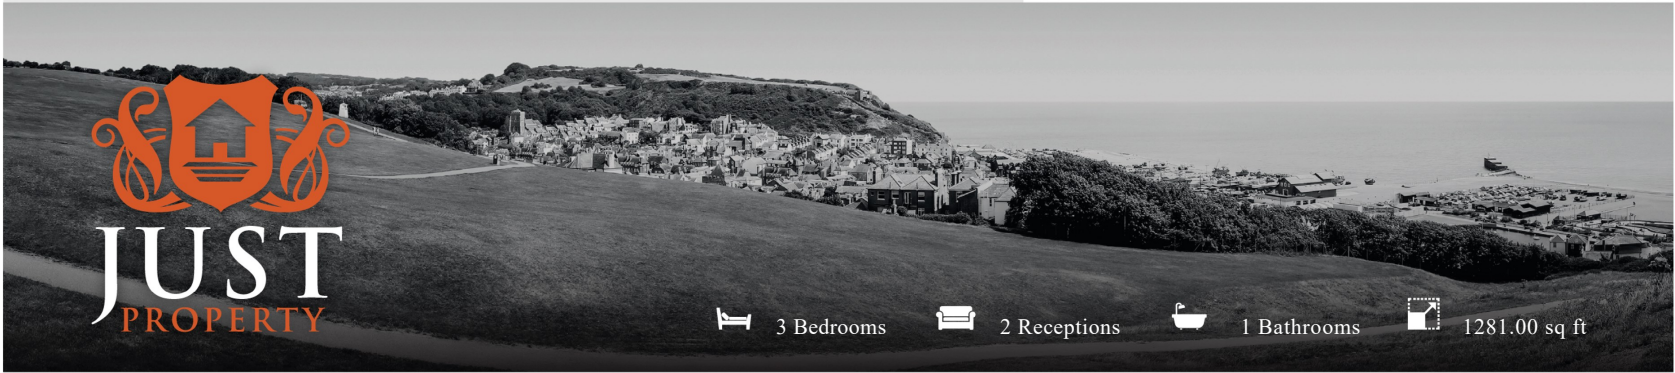 JUST
PROPERTY
3 Bedrooms
2 Receptions
1 Bathrooms
1281.00 sq ft